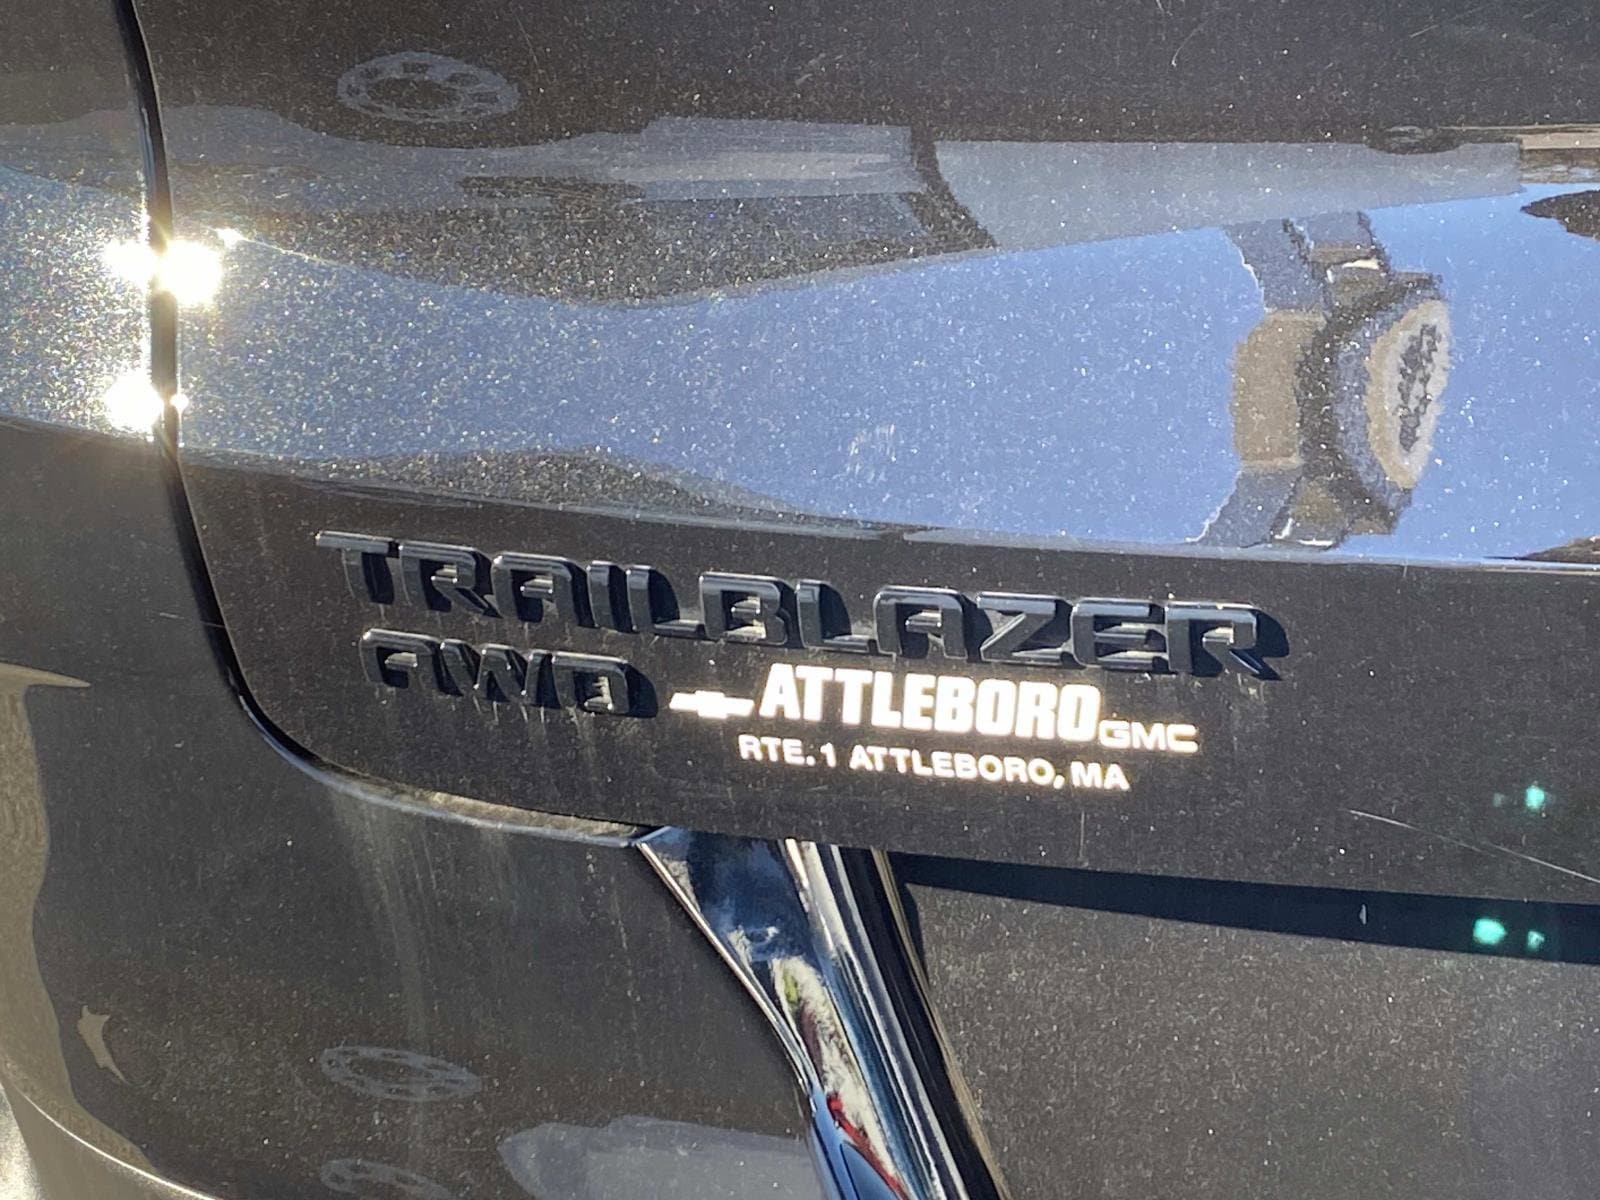 TRAILBLAZER
AWD
ATTLEBORO GMC
RTE. 1 ATTLEBORO, MA